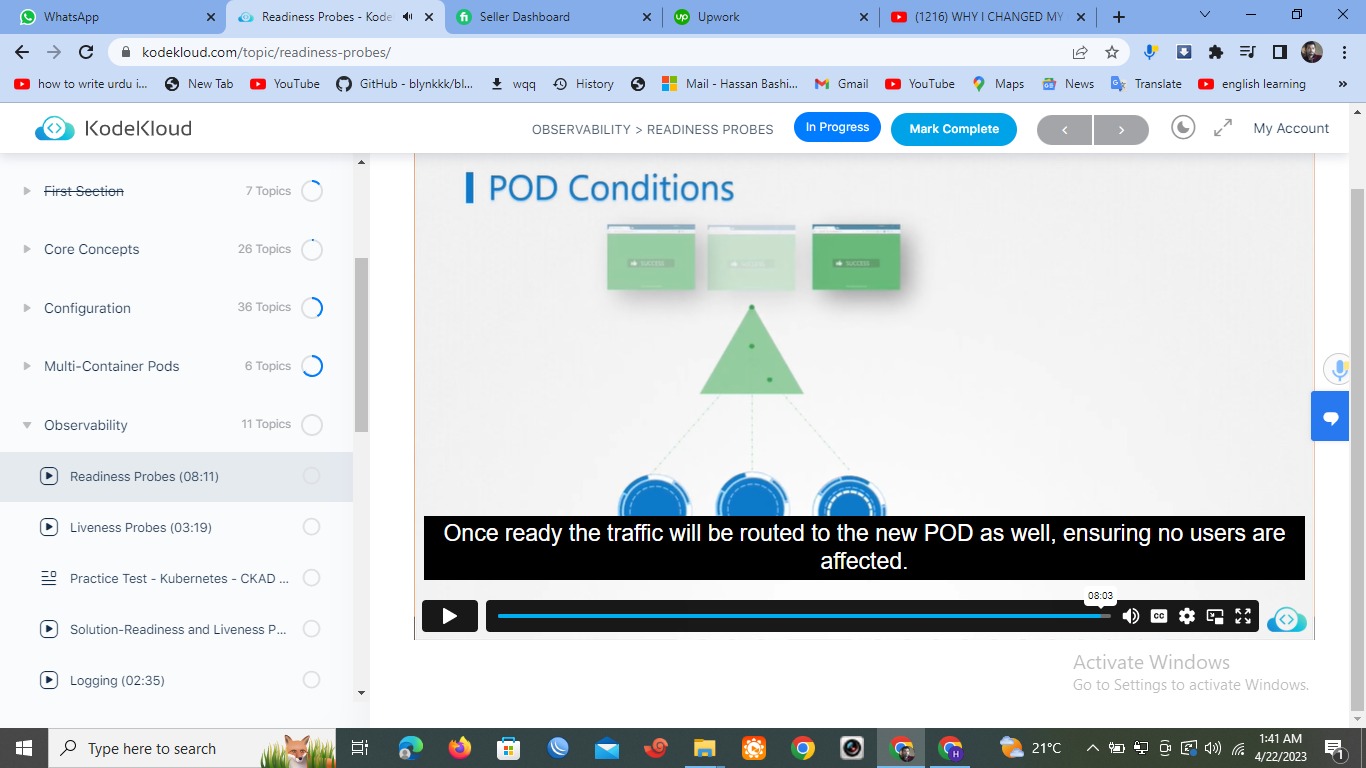 WhatsApp
Readiness Probes - Kode
Seller Dashboard
Upwork
(1216) WHY I CHANGED MY
kodekloud.com/topic/readiness-probes/
how to write urdu i...
New Tab
YouTube
GitHub - blynkkk/bl...
wqq
History
Mail - Hassan Bashi...
Gmail
YouTube
Maps
News
Translate
english learning
»
KodeKloud
OBSERVABILITY > READINESS PROBES
In Progress
Mark Complete
My Account
First Section
7 Topics
Core Concepts
26 Topics
Configuration
36 Topics
Multi-Container Pods
6 Topics
Observability
11 Topics
Readiness Probes (08:11)
Liveness Probes (03:19)
Practice Test - Kubernetes - CKAD ...
Solution-Readiness and Liveness P...
Logging (02:35)
POD Conditions
SUCCESS
SUCCESS
SUCCESS
Once ready the traffic will be routed to the new POD as well, ensuring no users are
affected.
08:03
CC
Activate Windows
Go to Settings to activate Windows.
Type here to search
21°C
1:41 AM
4/22/2023
1